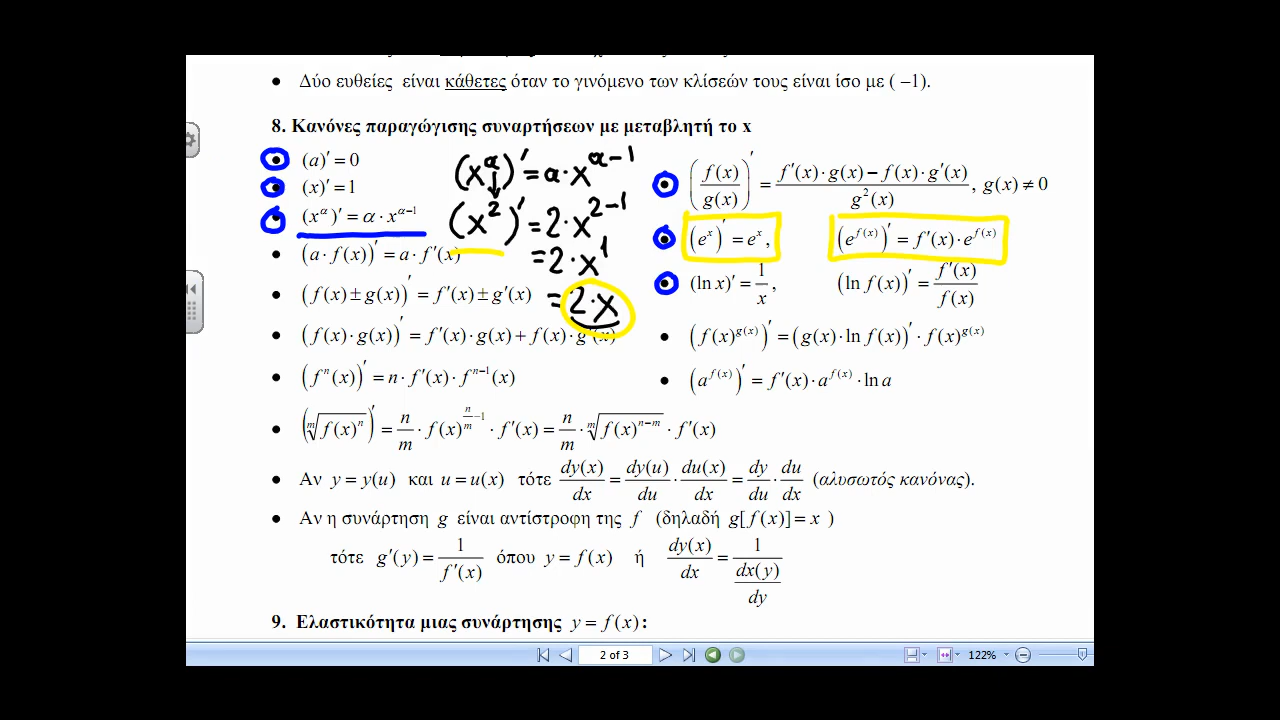 • Δύο ευθείες είναι κάθετες όταν το γινόμενο των κλίσεών τους είναι ίσο με ( –1).
8. Κανόνες παραγώγισης συναρτήσεων με μεταβλητή το x
• (a)′ = 0
• (x)′ = 1
• (x^α)′ = α · x^(α−1)
• (a · f(x))′ = a · f′(x)
• (f(x) ± g(x))′ = f′(x) ± g′(x)
• (f(x) · g(x))′ = f′(x) · g(x) + f(x) · g′(x)
• (f^n(x))′ = n · f′(x) · f^(n−1)(x)
(x^a)′ = a · x^(a−1)
(x^2)′ = 2 · x^(2−1)
= 2 · x^1
= 2 · x
• (f(x)/g(x))′ = (f′(x) · g(x) − f(x) · g′(x))/g^2(x), g(x) ≠ 0
• (e^x)′ = e^x, (e^f(x))′ = f′(x) · e^f(x)
• (ln x)′ = 1/x, (ln f(x))′ = f′(x)/f(x)
• (f(x)^g(x))′ = (g(x) · ln f(x))′ · f(x)^g(x)
• (a^f(x))′ = f′(x) · a^f(x) · ln a
• (ᵐ√f(x)^n)′ = n/m · f(x)^(n/m −1) · f′(x) = n/m · ᵐ√f(x)^(n−m) · f′(x)
• Αν y = y(u) και u = u(x) τότε dy(x)/dx = dy(u)/du · du(x)/dx = dy/du · du/dx (αλυσωτός κανόνας).
• Αν η συνάρτηση g είναι αντίστροφη της f (δηλαδή g[f(x)] = x )
τότε g′(y) = 1/f′(x) όπου y = f(x) ή dy(x)/dx = 1/(dx(y)/dy)
9. Ελαστικότητα μιας συνάρτησης y = f(x):
2 of 3 122%